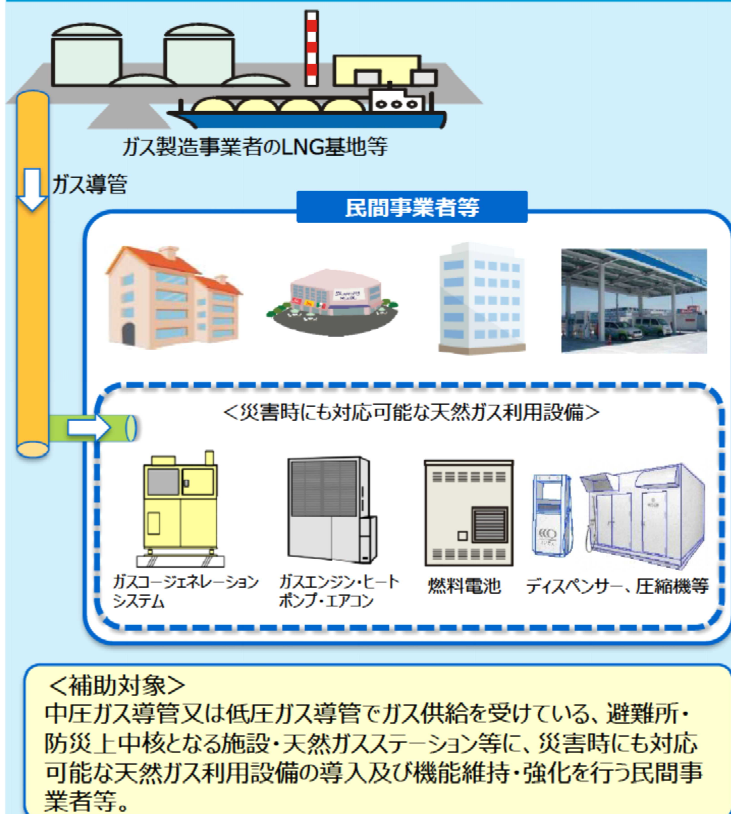 ガス製造事業者のLNG基地等
ガス導管
民間事業者等
<災害時にも対応可能な天然ガス利用設備>
ガスコージェネレーション
システム
ガスエンジン・ヒート
ポンプ・エアコン
燃料電池
ディスペンサー、圧縮機等
<補助対象>
中圧ガス導管又は低圧ガス導管でガス供給を受けている、避難所・
防災上中核となる施設・天然ガスステーション等に、災害時にも対応
可能な天然ガス利用設備の導入及び機能維持・強化を行う民間事
業者等。